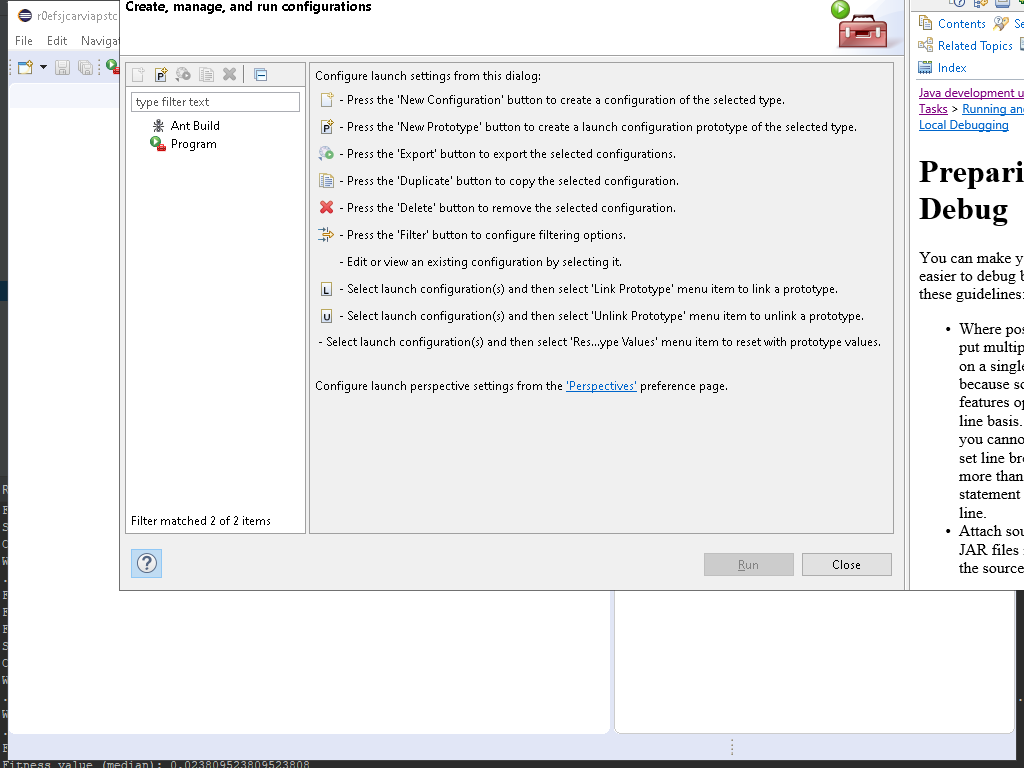 Create, manage, and run configurations
r0efsjcarviapstc
File Edit Navigat
type filter text
Ant Build
Program
Filter matched 2 of 2 items
Configure launch settings from this dialog:
- Press the 'New Configuration' button to create a configuration of the selected type.
- Press the 'New Prototype' button to create a launch configuration prototype of the selected type.
- Press the 'Export' button to export the selected configurations.
- Press the 'Duplicate' button to copy the selected configuration.
- Press the 'Delete' button to remove the selected configuration.
- Press the 'Filter' button to configure filtering options.
- Edit or view an existing configuration by selecting it.
L - Select launch configuration(s) and then select 'Link Prototype' menu item to link a prototype.
U - Select launch configuration(s) and then select 'Unlink Prototype' menu item to unlink a prototype.
- Select launch configuration(s) and then select 'Res...ype Values' menu item to reset with prototype values.
Configure launch perspective settings from the 'Perspectives' preference page.
? Run Close
Contents Se
Related Topics
Index
Java development u
Tasks > Running and
Local Debugging
Prepari
Debug
You can make y
easier to debug b
these guidelines:
• Where pos
put multip
on a single
because so
features op
line basis.
you canno
set line bre
more than
statement
line.
• Attach sou
JAR files
the source
Fitness value (median): 0.023809523809523808